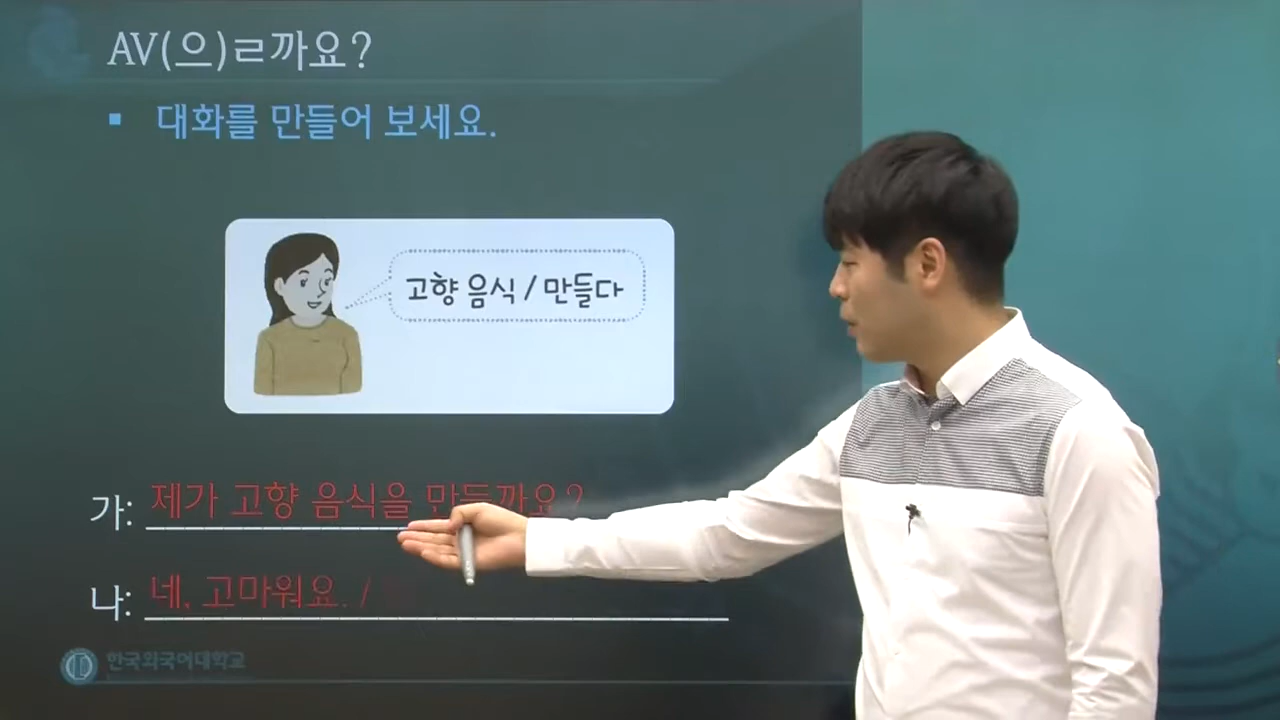 AV(으)ㄹ까요?
▪ 대화를 만들어 보세요.
고향 음식 / 만들다
가: 제가 고향 음식을 만들까요?
나: 네, 고마워요. /
한국외국어대학교